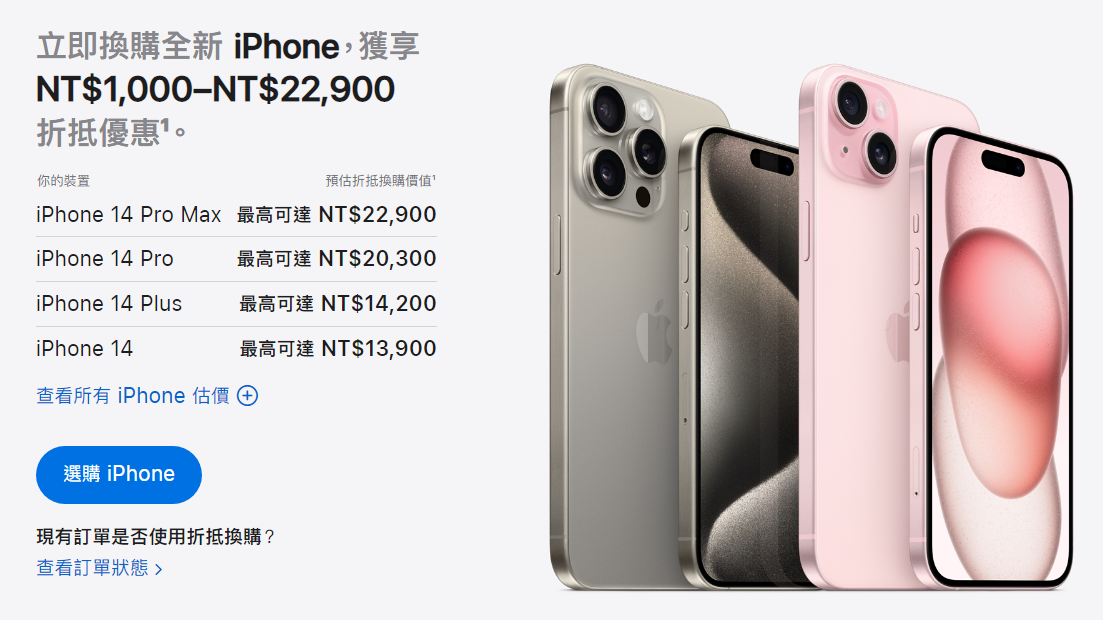 立即換購全新 iPhone，獲享
NT$1,000–NT$22,900
折抵優惠¹。
你的裝置 預估折抵換購價值¹
iPhone 14 Pro Max 最高可達 NT$22,900
iPhone 14 Pro 最高可達 NT$20,300
iPhone 14 Plus 最高可達 NT$14,200
iPhone 14 最高可達 NT$13,900
查看所有 iPhone 估價
選購 iPhone
現有訂單是否使用折抵換購？
查看訂單狀態 >